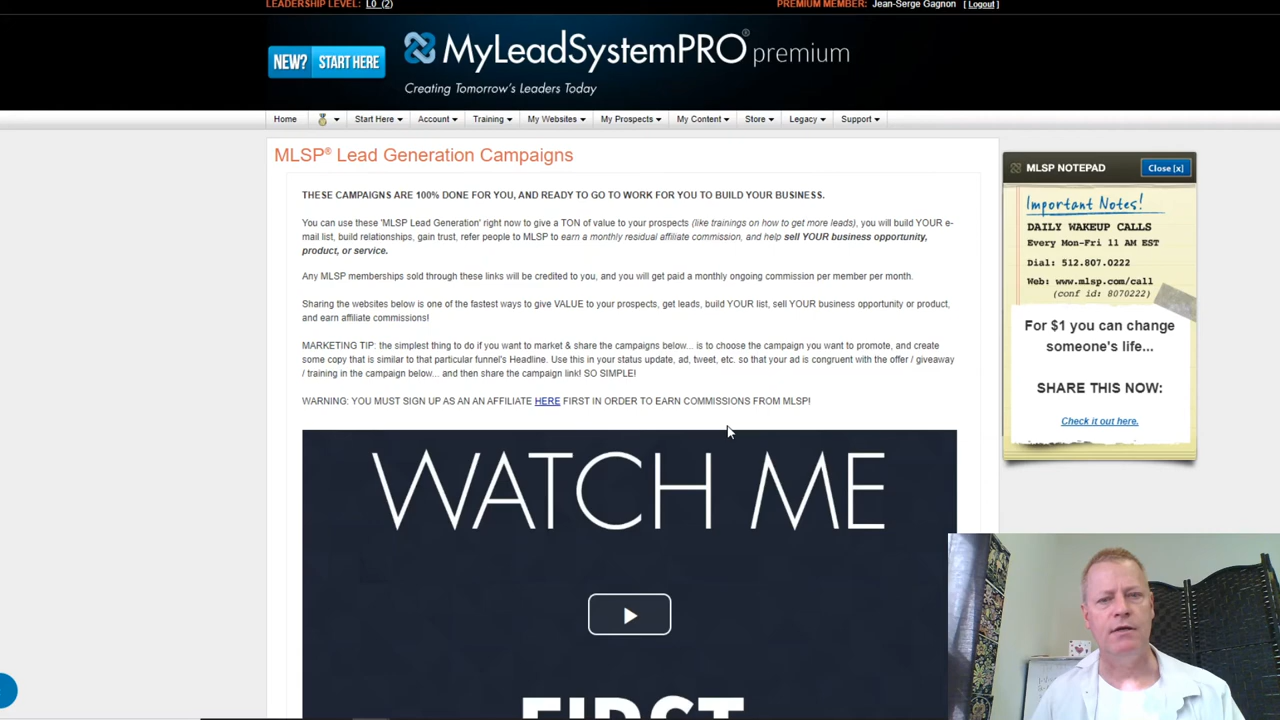 LEADERSHIP LEVEL: L0 (2)
PREMIUM MEMBER: Jean-Serge Gagnon [ Logout ]
NEW? START HERE
MyLeadSystemPRO® premium
Creating Tomorrow's Leaders Today
Home Start Here Account Training My Websites My Prospects My Content Store Legacy Support
MLSP® Lead Generation Campaigns
THESE CAMPAIGNS ARE 100% DONE FOR YOU, AND READY TO GO TO WORK FOR YOU TO BUILD YOUR BUSINESS.
You can use these 'MLSP Lead Generation' right now to give a TON of value to your prospects (like trainings on how to get more leads), you will build YOUR e-
mail list, build relationships, gain trust, refer people to MLSP to earn a monthly residual affiliate commission, and help sell YOUR business opportunity,
product, or service.
Any MLSP memberships sold through these links will be credited to you, and you will get paid a monthly ongoing commission per member per month.
Sharing the websites below is one of the fastest ways to give VALUE to your prospects, get leads, build YOUR list, sell YOUR business opportunity or product,
and earn affiliate commissions!
MARKETING TIP: the simplest thing to do if you want to market & share the campaigns below... is to choose the campaign you want to promote, and create
some copy that is similar to that particular funnel's Headline. Use this in your status update, ad, tweet, etc. so that your ad is congruent with the offer / giveaway
/ training in the campaign below... and then share the campaign link! SO SIMPLE!
WARNING: YOU MUST SIGN UP AS AN AN AFFILIATE HERE FIRST IN ORDER TO EARN COMMISSIONS FROM MLSP!
WATCH ME
FIRST
MLSP NOTEPAD Close [x]
Important Notes!
DAILY WAKEUP CALLS
Every Mon-Fri 11 AM EST
Dial: 512.807.0222
Web: www.mlsp.com/call
(conf id: 8070222)
For $1 you can change
someone's life...
SHARE THIS NOW:
Check it out here.